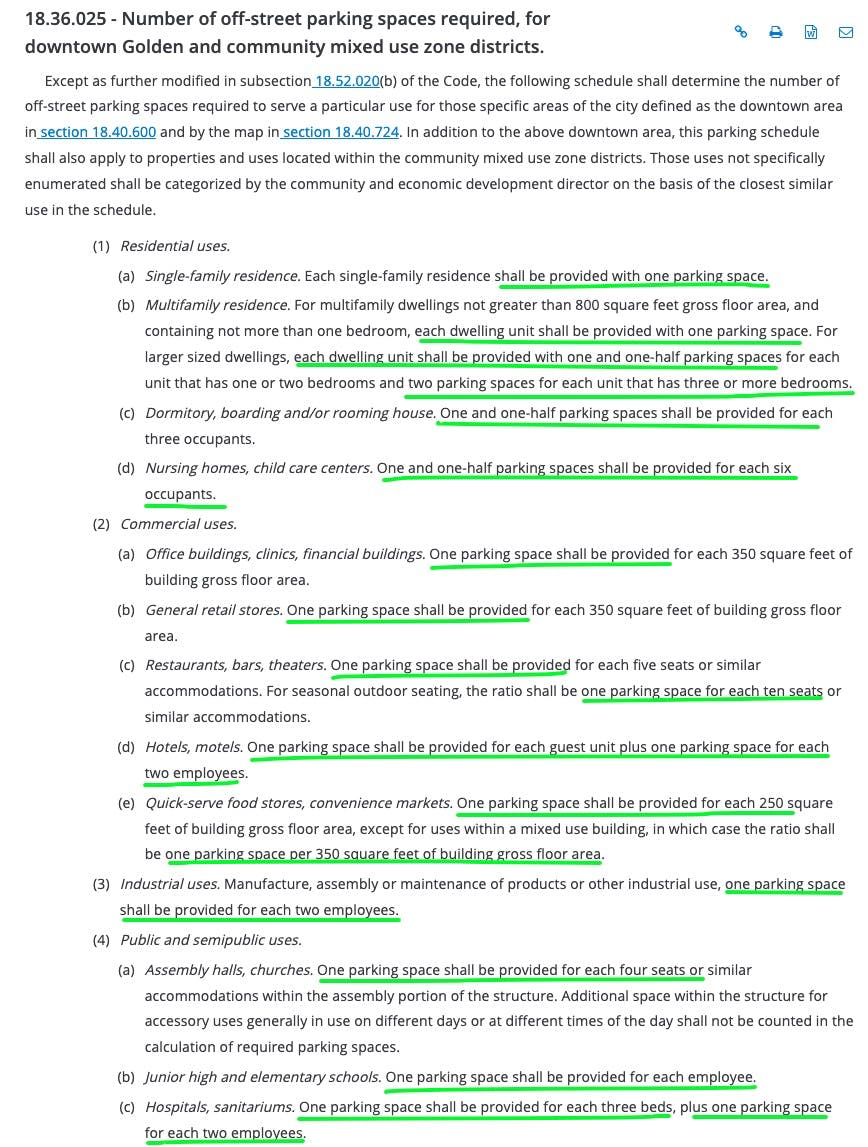 18.36.025 - Number of off-street parking spaces required, for
downtown Golden and community mixed use zone districts.
Except as further modified in subsection 18.52.020(b) of the Code, the following schedule shall determine the number of
off-street parking spaces required to serve a particular use for those specific areas of the city defined as the downtown area
in section 18.40.600 and by the map in section 18.40.724. In addition to the above downtown area, this parking schedule
shall also apply to properties and uses located within the community mixed use zone districts. Those uses not specifically
enumerated shall be categorized by the community and economic development director on the basis of the closest similar
use in the schedule.
(1) Residential uses.
(a) Single-family residence. Each single-family residence shall be provided with one parking space.
(b) Multifamily residence. For multifamily dwellings not greater than 800 square feet gross floor area, and
containing not more than one bedroom, each dwelling unit shall be provided with one parking space. For
larger sized dwellings, each dwelling unit shall be provided with one and one-half parking spaces for each
unit that has one or two bedrooms and two parking spaces for each unit that has three or more bedrooms.
(c) Dormitory, boarding and/or rooming house. One and one-half parking spaces shall be provided for each
three occupants.
(d) Nursing homes, child care centers. One and one-half parking spaces shall be provided for each six
occupants.
(2) Commercial uses.
(a) Office buildings, clinics, financial buildings. One parking space shall be provided for each 350 square feet of
building gross floor area.
(b) General retail stores. One parking space shall be provided for each 350 square feet of building gross floor
area.
(c) Restaurants, bars, theaters. One parking space shall be provided for each five seats or similar
accommodations. For seasonal outdoor seating, the ratio shall be one parking space for each ten seats or
similar accommodations.
(d) Hotels, motels. One parking space shall be provided for each guest unit plus one parking space for each
two employees.
(e) Quick-serve food stores, convenience markets. One parking space shall be provided for each 250 square
feet of building gross floor area, except for uses within a mixed use building, in which case the ratio shall
be one parking space per 350 square feet of building gross floor area.
(3) Industrial uses. Manufacture, assembly or maintenance of products or other industrial use, one parking space
shall be provided for each two employees.
(4) Public and semipublic uses.
(a) Assembly halls, churches. One parking space shall be provided for each four seats or similar
accommodations within the assembly portion of the structure. Additional space within the structure for
accessory uses generally in use on different days or at different times of the day shall not be counted in the
calculation of required parking spaces.
(b) Junior high and elementary schools. One parking space shall be provided for each employee.
(c) Hospitals, sanitariums. One parking space shall be provided for each three beds, plus one parking space
for each two employees.